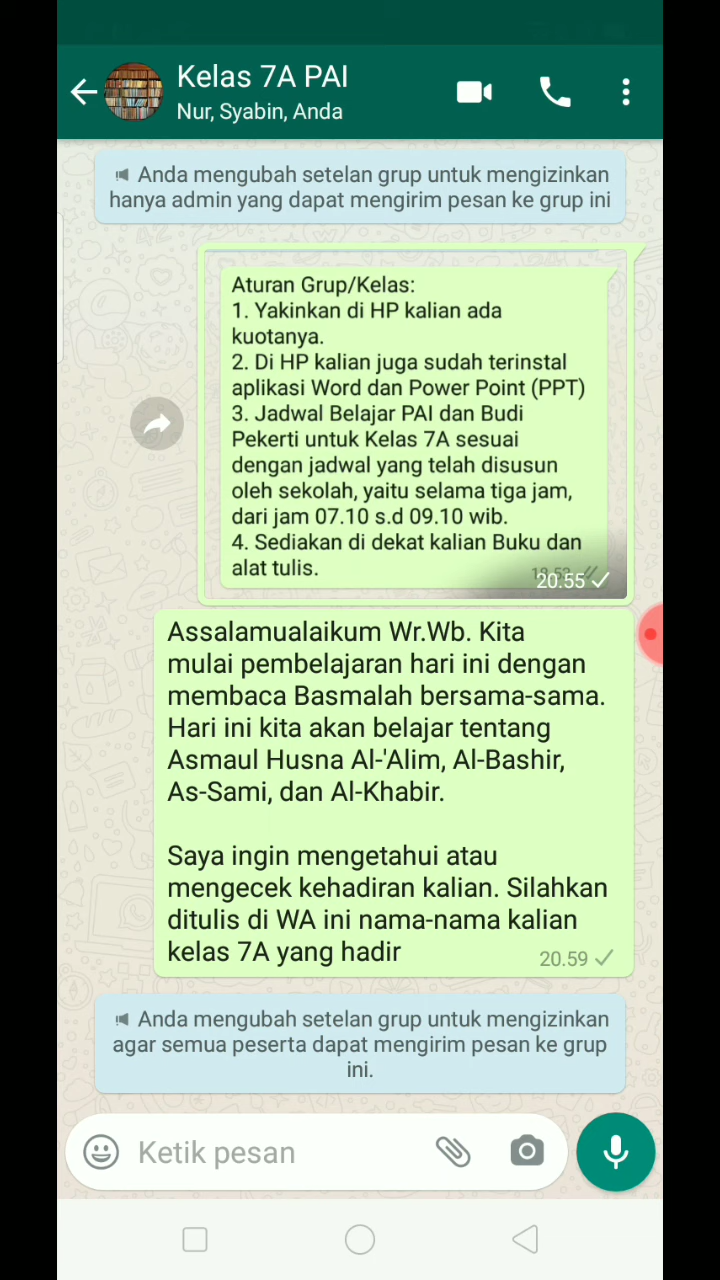 Kelas 7A PAI
Nur, Syabin, Anda
Anda mengubah setelan grup untuk mengizinkan
hanya admin yang dapat mengirim pesan ke grup ini
Aturan Grup/Kelas:
1. Yakinkan di HP kalian ada
kuotanya.
2. Di HP kalian juga sudah terinstal
aplikasi Word dan Power Point (PPT)
3. Jadwal Belajar PAI dan Budi
Pekerti untuk Kelas 7A sesuai
dengan jadwal yang telah disusun
oleh sekolah, yaitu selama tiga jam,
dari jam 07.10 s.d 09.10 wib.
4. Sediakan di dekat kalian Buku dan
alat tulis.
20.55
Assalamualaikum Wr.Wb. Kita
mulai pembelajaran hari ini dengan
membaca Basmalah bersama-sama.
Hari ini kita akan belajar tentang
Asmaul Husna Al-'Alim, Al-Bashir,
As-Sami, dan Al-Khabir.
Saya ingin mengetahui atau
mengecek kehadiran kalian. Silahkan
ditulis di WA ini nama-nama kalian
kelas 7A yang hadir
20.59
Anda mengubah setelan grup untuk mengizinkan
agar semua peserta dapat mengirim pesan ke grup
ini.
Ketik pesan